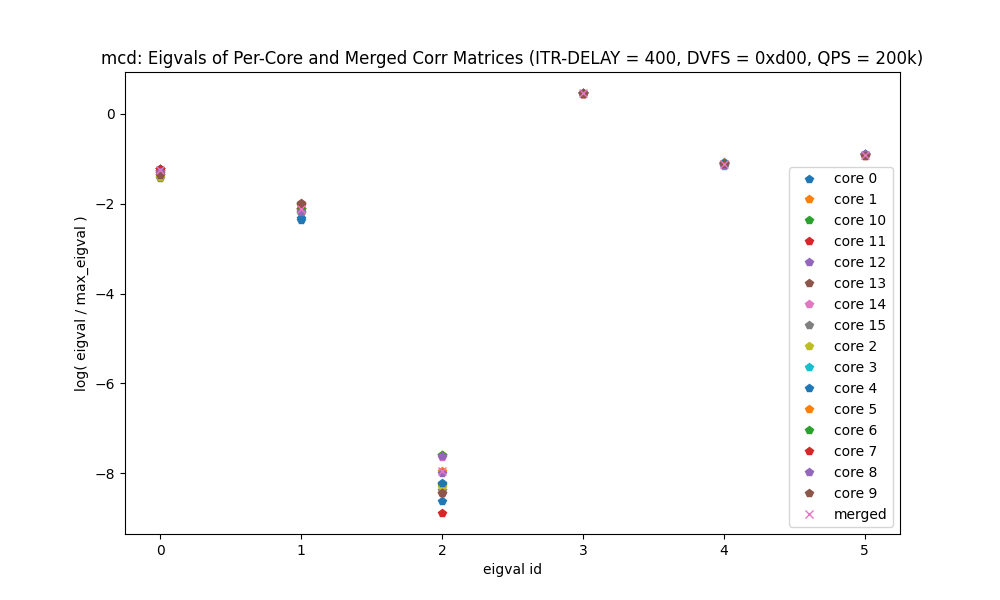 mcd: Eigvals of Per-Core and Merged Corr Matrices (ITR-DELAY = 400, DVFS = 0xd00, QPS = 200k)
log( eigval / max_eigval )
0
−2
−4
−6
−8
0 1 2 3 4 5
eigval id
core 0
core 1
core 10
core 11
core 12
core 13
core 14
core 15
core 2
core 3
core 4
core 5
core 6
core 7
core 8
core 9
merged